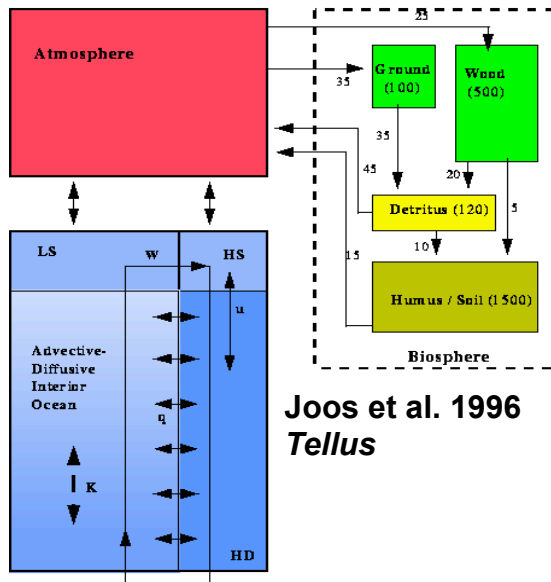 25
Atmosphere
Ground
(100)
Wood
(500)
35
35
45
20
5
Detritus (120)
10
15
Humus / Soil (1500)
Biosphere
LS
W
HS
u
Advective-
Diffusive
Interior
Ocean
q
K
HD
Joos et al. 1996
Tellus